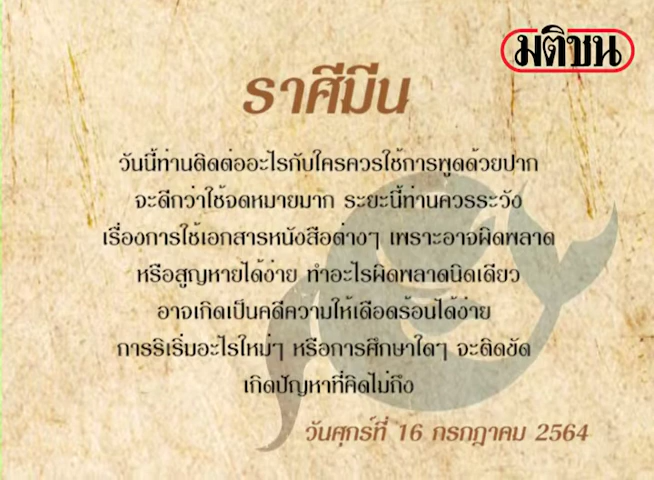 มติชน
ราศีมีน
วันนี้ท่านติดต่ออะไรกับใครควรใช้การพูดด้วยปาก
จะดีกว่าใช้จดหมายมาก ระยะนี้ท่านควรระวัง
เรื่องการใช้เอกสารหนังสือต่างๆ เพราะอาจผิดพลาด
หรือสูญหายได้ง่าย ทำอะไรผิดพลาดนิดเดียว
อาจเกิดเป็นคดีความให้เดือดร้อนได้ง่าย
การริเริ่มอะไรใหม่ๆ หรือการศึกษาใดๆ จะติดขัด
เกิดปัญหาที่คิดไม่ถึง
วันศุกร์ที่ 16 กรกฎาคม 2564